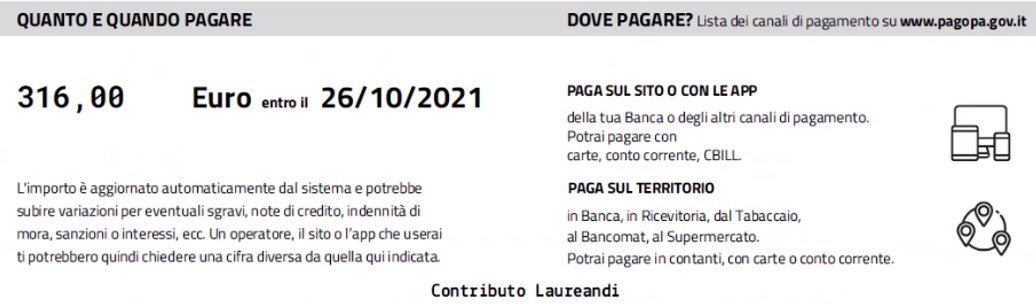 QUANTO E QUANDO PAGARE
DOVE PAGARE? Lista dei canali di pagamento su www.pagopa.gov.it
316,00 Euro entro il 26/10/2021
L'importo è aggiornato automaticamente dal sistema e potrebbe
subire variazioni per eventuali sgravi, note di credito, indennità di
mora, sanzioni o interessi, ecc. Un operatore, il sito o l'app che userai
ti potrebbero quindi chiedere una cifra diversa da quella qui indicata.
PAGA SUL SITO O CON LE APP
della tua Banca o degli altri canali di pagamento.
Potrai pagare con
carte, conto corrente, CBILL.
PAGA SUL TERRITORIO
in Banca, in Ricevitoria, dal Tabaccaio,
al Bancomat, al Supermercato.
Potrai pagare in contanti, con carte o conto corrente.
Contributo Laureandi